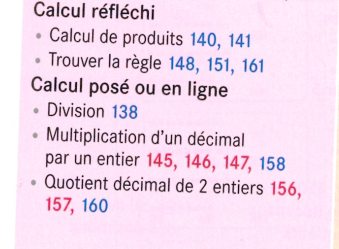 Calcul réfléchi
• Calcul de produits 140, 141
• Trouver la règle 148, 151, 161
Calcul posé ou en ligne
• Division 138
• Multiplication d'un décimal
par un entier 145, 146, 147, 158
• Quotient décimal de 2 entiers 156,
157, 160